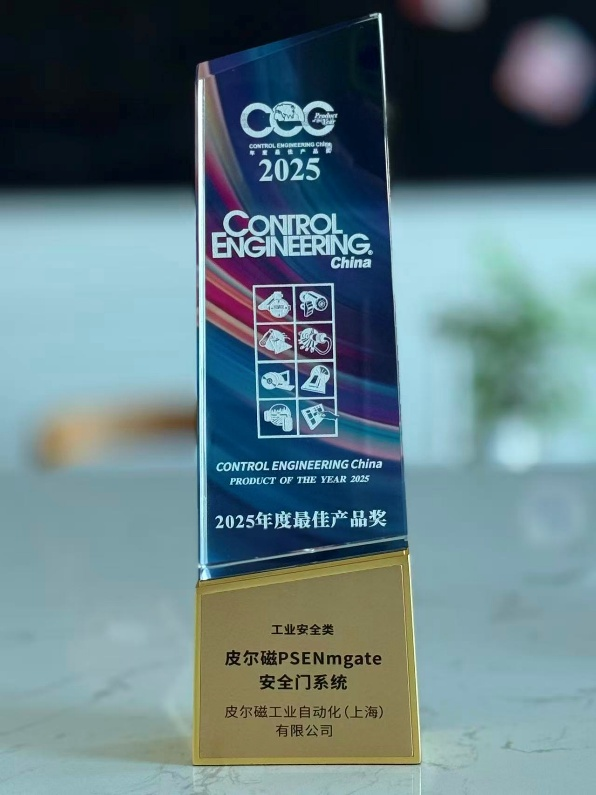 CEC Product of the Year
CONTROL ENGINEERING China
年度最佳产品奖
2025
CONTROL
ENGINEERING®
China
CONTROL ENGINEERING China
PRODUCT OF THE YEAR 2025
2025年度最佳产品奖
工业安全类
皮尔磁PSENmgate
安全门系统
皮尔磁工业自动化(上海)
有限公司